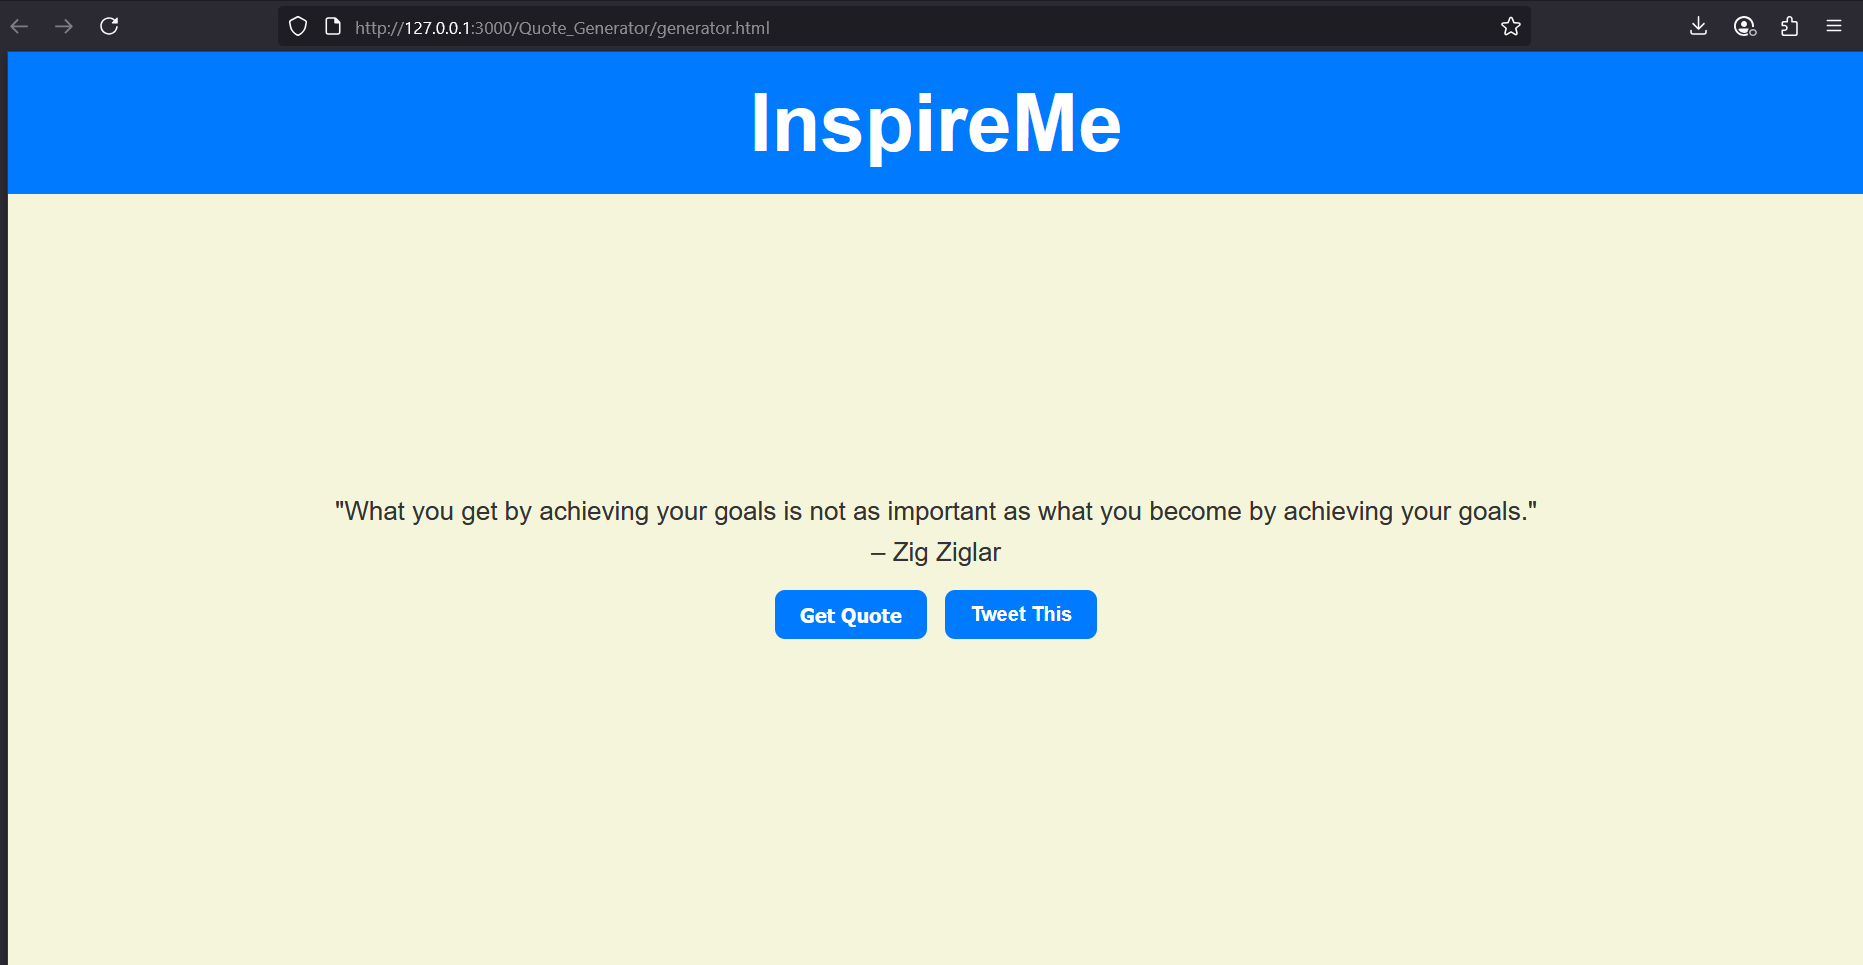 http://127.0.0.1:3000/Quote_Generator/generator.html
InspireMe
"What you get by achieving your goals is not as important as what you become by achieving your goals."
– Zig Ziglar
Get Quote Tweet This